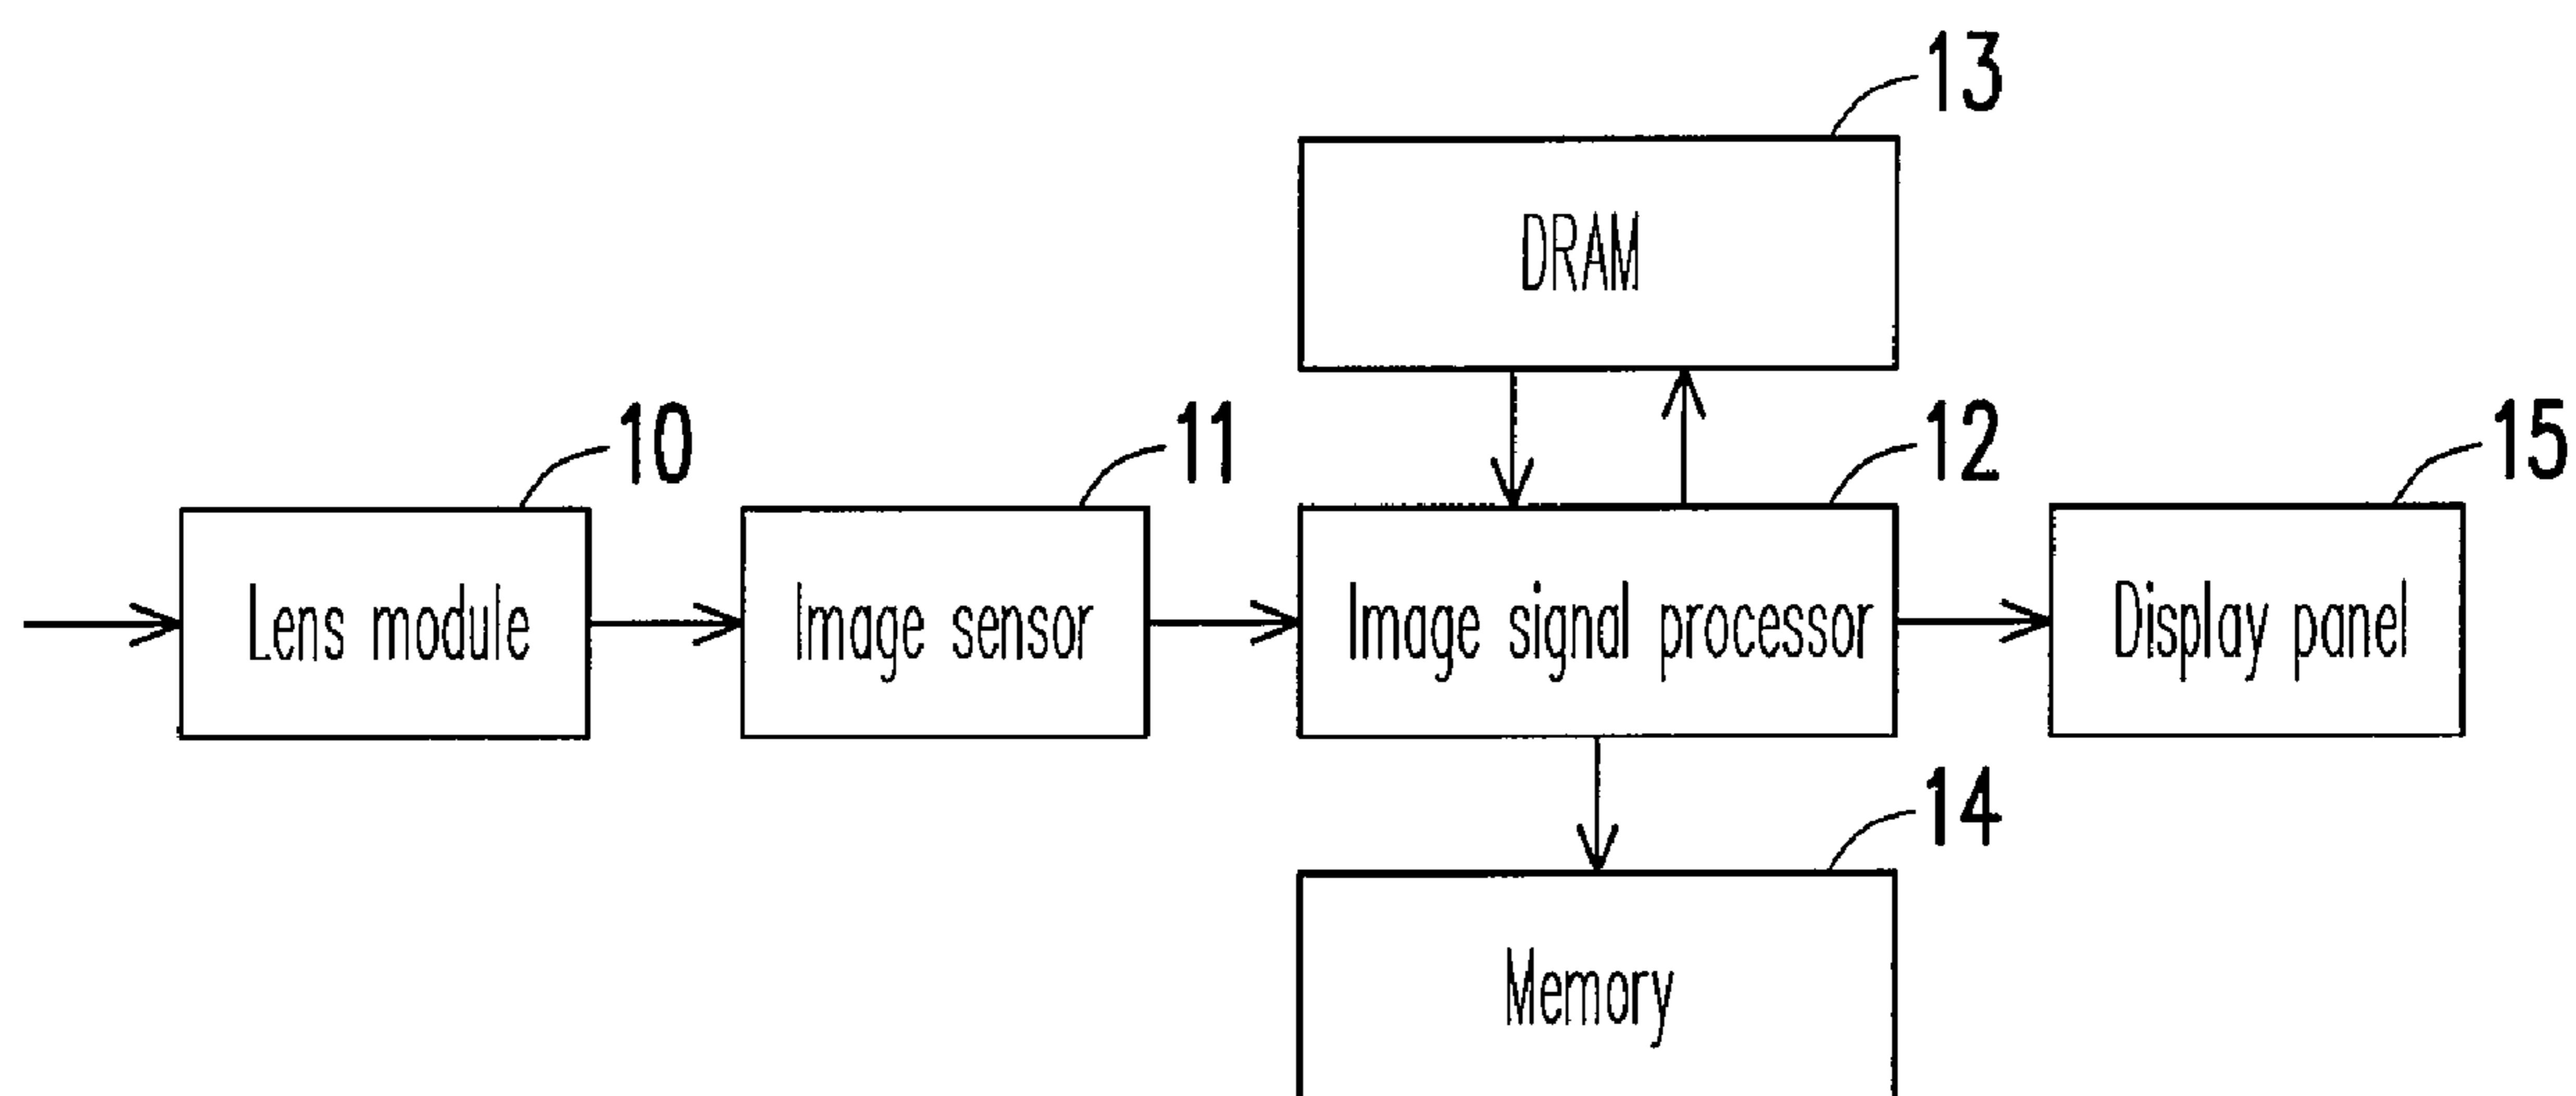 13
DRAM
10
11
12
15
Lens module
Image sensor
Image signal processor
Display panel
14
Memory